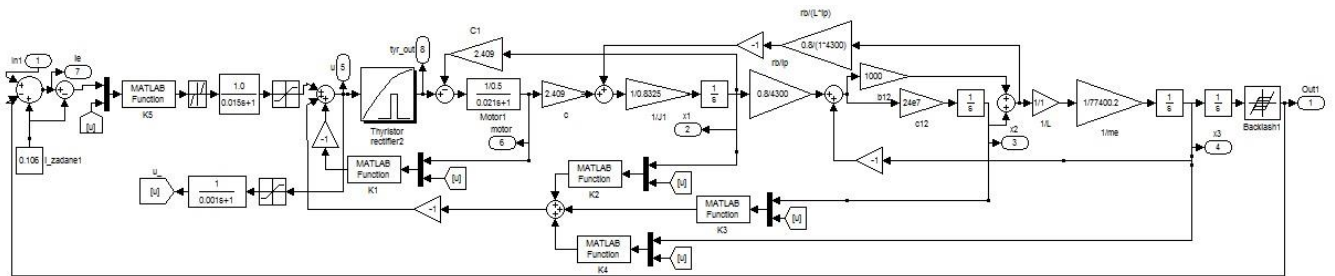 in1
1
Ie
7
[u]
0.106
I_zadane1
MATLAB
Function
K5
1.0
0.015s+1
u
5
tyr_out
8
Thyristor
rectifier2
C1
2.409
1/0.5
0.021s+1
Motor1
motor
6
2.409
c
1/0.8325
1/J1
1
s
x1
2
-1
rb/(L*Ip)
0.8/(1*4300)
rb/Ip
0.8/4300
1000
b12
24e7
c12
1
s
x2
3
1/1
1/L
1/77400.2
1/me
1
s
x3
4
1
s
Backlash1
Out1
1
-1
-1
MATLAB
Function
K1
[u]
u_
[u]
1
0.001s+1
-1
MATLAB
Function
K2
[u]
MATLAB
Function
K3
[u]
MATLAB
Function
K4
[u]